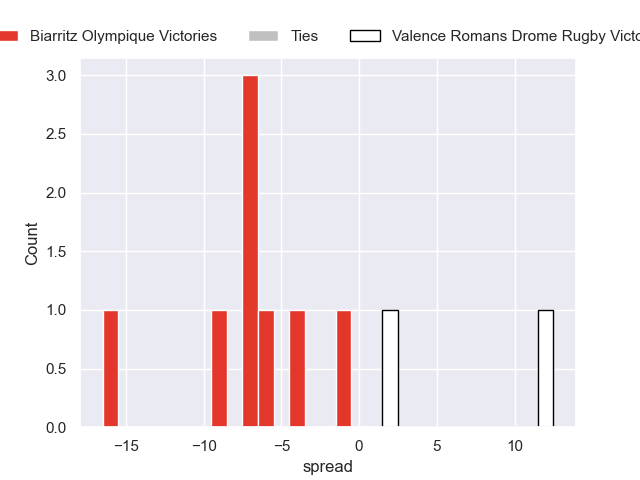 Biarritz Olympique Victories Ties Valence Romans Drome Rugby Victo
3.0
2.5
2.0
1.5
1.0
0.5
0.0
Count
−15 −10 −5 0 5 10
spread